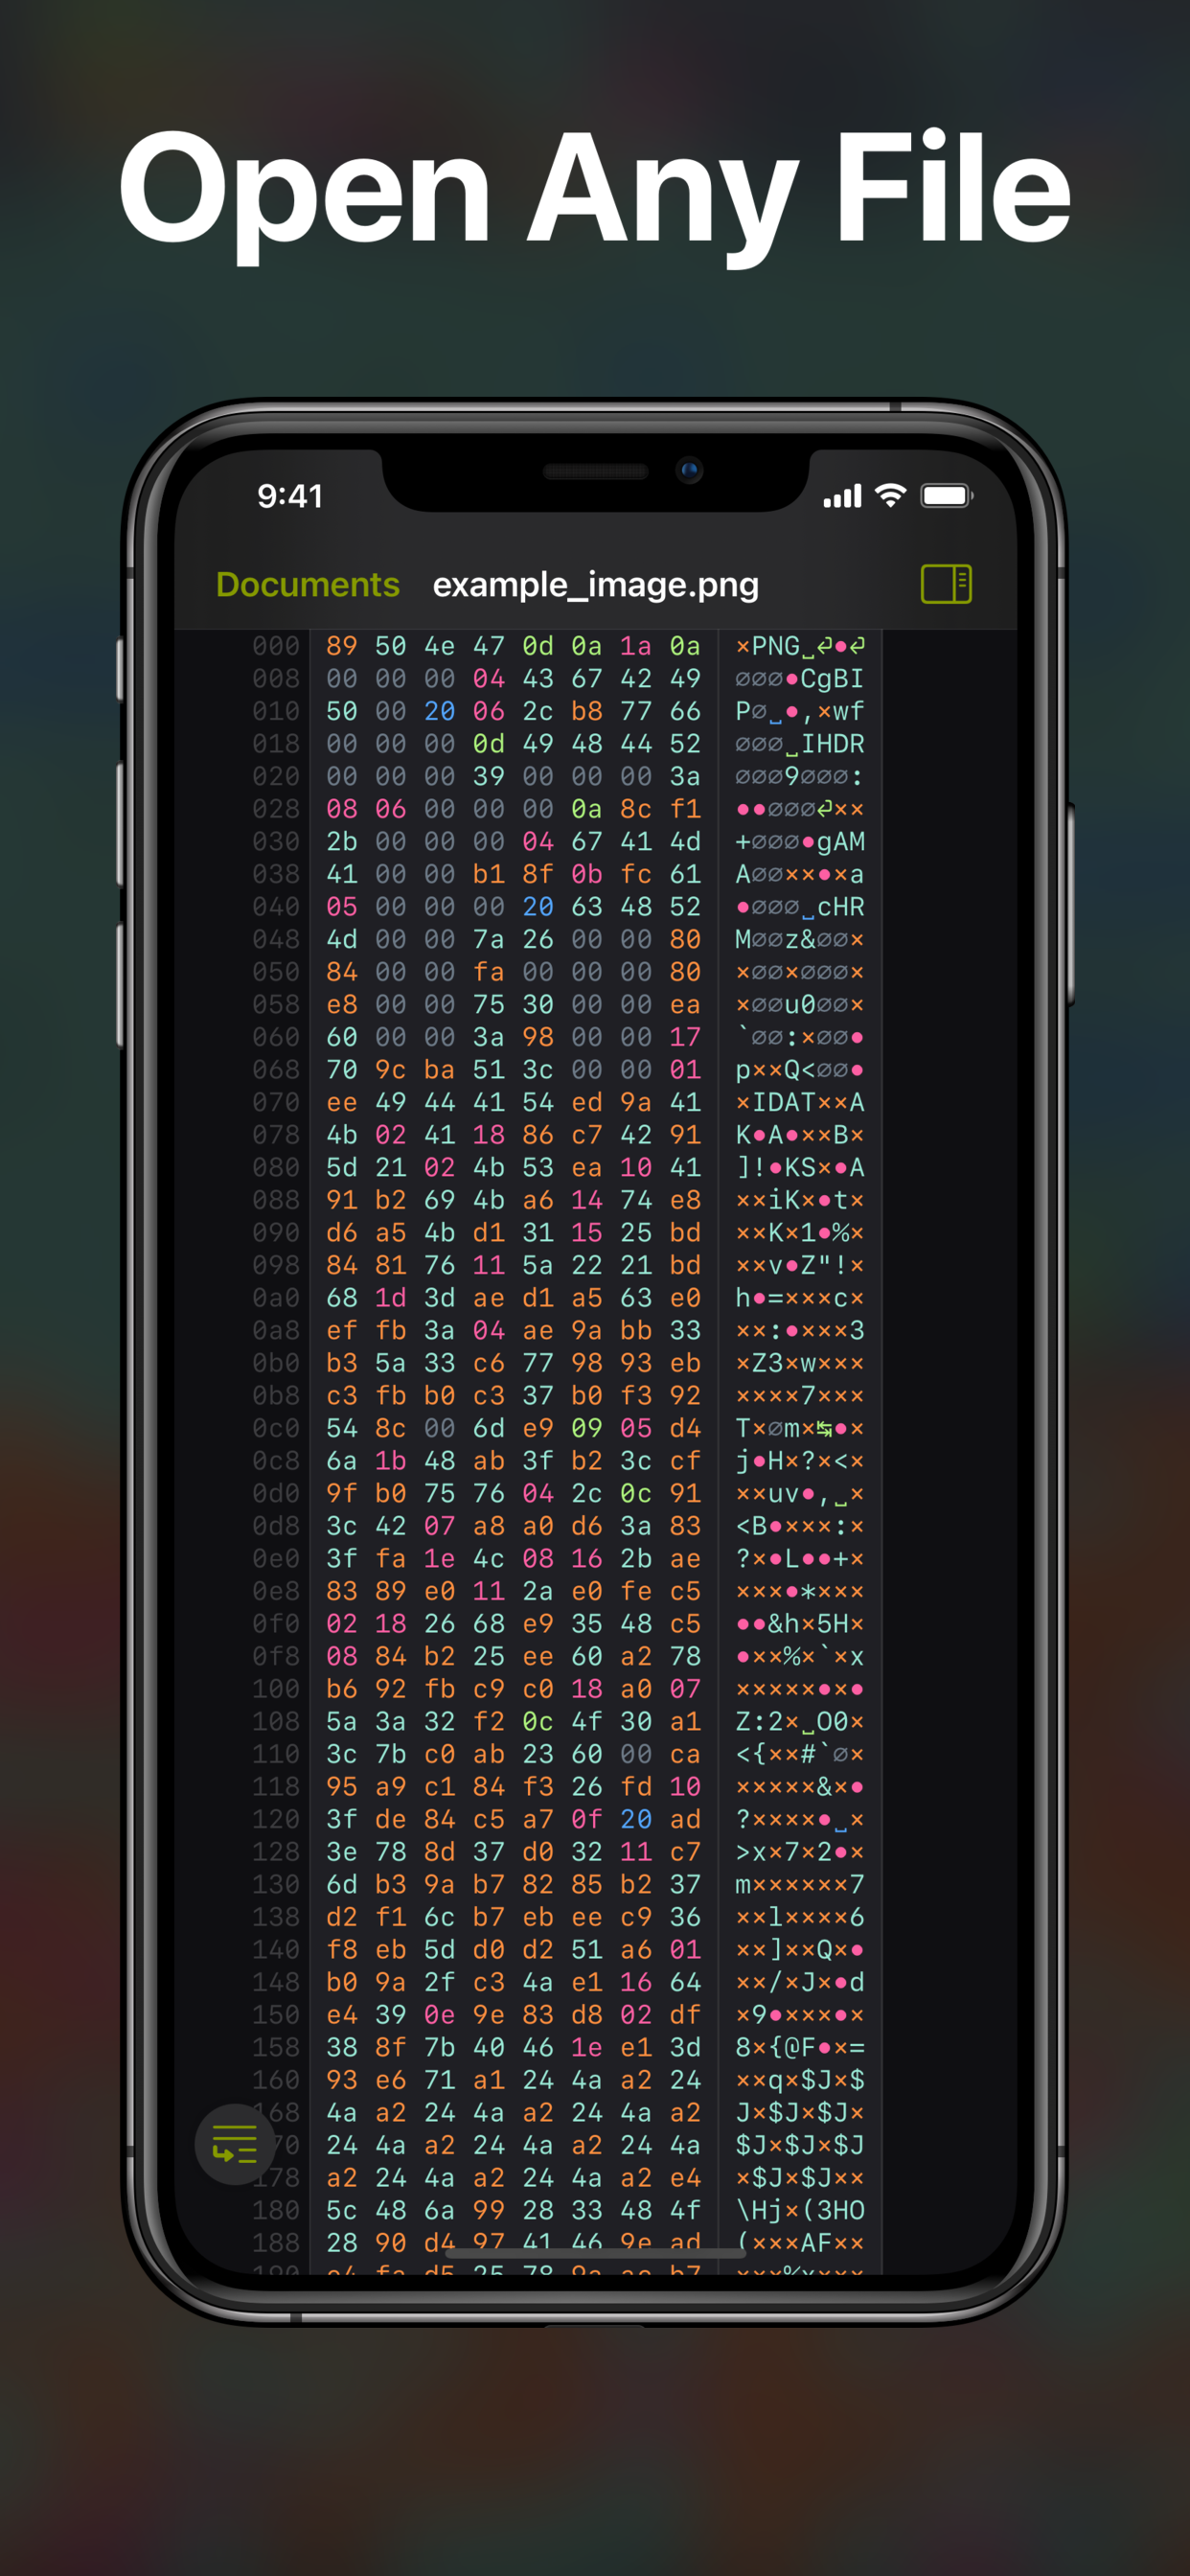 Open Any File
9:41
Documents example_image.png
000 89 50 4e 47 0d 0a 1a 0a ×PNG␣⏎•⏎
008 00 00 00 04 43 67 42 49 ∅∅∅•CgBI
010 50 00 20 06 2c b8 77 66 P∅␣•,×wf
018 00 00 00 0d 49 48 44 52 ∅∅∅␣IHDR
020 00 00 00 39 00 00 00 3a ∅∅∅9∅∅∅:
028 08 06 00 00 00 0a 8c f1 ••∅∅∅⏎××
030 2b 00 00 00 04 67 41 4d +∅∅∅•gAM
038 41 00 00 b1 8f 0b fc 61 A∅∅××•×a
040 05 00 00 00 20 63 48 52 •∅∅∅␣cHR
048 4d 00 00 7a 26 00 00 80 M∅∅z&∅∅×
050 84 00 00 fa 00 00 00 80 ×∅∅×∅∅∅×
058 e8 00 00 75 30 00 00 ea ×∅∅u0∅∅×
060 60 00 00 3a 98 00 00 17 `∅∅:×∅∅•
068 70 9c ba 51 3c 00 00 01 p××Q<∅∅•
070 ee 49 44 41 54 ed 9a 41 ×IDAT××A
078 4b 02 41 18 86 c7 42 91 K•A•××B×
080 5d 21 02 4b 53 ea 10 41 ]!•KS×•A
088 91 b2 69 4b a6 14 74 e8 ××iK×•t×
090 d6 a5 4b d1 31 15 25 bd ××K×1•%×
098 84 81 76 11 5a 22 21 bd ××v•Z"!×
0a0 68 1d 3d ae d1 a5 63 e0 h•=×××c×
0a8 ef fb 3a 04 ae 9a bb 33 ××:•×××3
0b0 b3 5a 33 c6 77 98 93 eb ×Z3×w×××
0b8 c3 fb b0 c3 37 b0 f3 92 ××××7×××
0c0 54 8c 00 6d e9 09 05 d4 T×∅m×↹•×
0c8 6a 1b 48 ab 3f b2 3c cf j•H×?×<×
0d0 9f b0 75 76 04 2c 0c 91 ××uv•,␣×
0d8 3c 42 07 a8 a0 d6 3a 83 <B•×××:×
0e0 3f fa 1e 4c 08 16 2b ae ?×•L••+×
0e8 83 89 e0 11 2a e0 fe c5 ×××•*×××
0f0 02 18 26 68 e9 35 48 c5 ••&h×5H×
0f8 08 84 b2 25 ee 60 a2 78 •××%×`×x
100 b6 92 fb c9 c0 18 a0 07 ×××××•×•
108 5a 3a 32 f2 0c 4f 30 a1 Z:2×␣O0×
110 3c 7b c0 ab 23 60 00 ca <{××#`∅×
118 95 a9 c1 84 f3 26 fd 10 ×××××&×•
120 3f de 84 c5 a7 0f 20 ad ?××××•␣×
128 3e 78 8d 37 d0 32 11 c7 >x×7×2•×
130 6d b3 9a b7 82 85 b2 37 m××××××7
138 d2 f1 6c b7 eb ee c9 36 ××l××××6
140 f8 eb 5d d0 d2 51 a6 01 ××]××Q×•
148 b0 9a 2f c3 4a e1 16 64 ××/×J×•d
150 e4 39 0e 9e 83 d8 02 df ×9•×××•×
158 38 8f 7b 40 46 1e e1 3d 8×{@F•×=
160 93 e6 71 a1 24 4a a2 24 ××q×$J×$
168 4a a2 24 4a a2 24 4a a2 J×$J×$J×
70 24 4a a2 24 4a a2 24 4a $J×$J×$J
178 a2 24 4a a2 24 4a a2 e4 ×$J×$J××
180 5c 48 6a 99 28 33 48 4f \Hj×(3HO
188 28 90 d4 97 41 46 9e ad (×××AF××